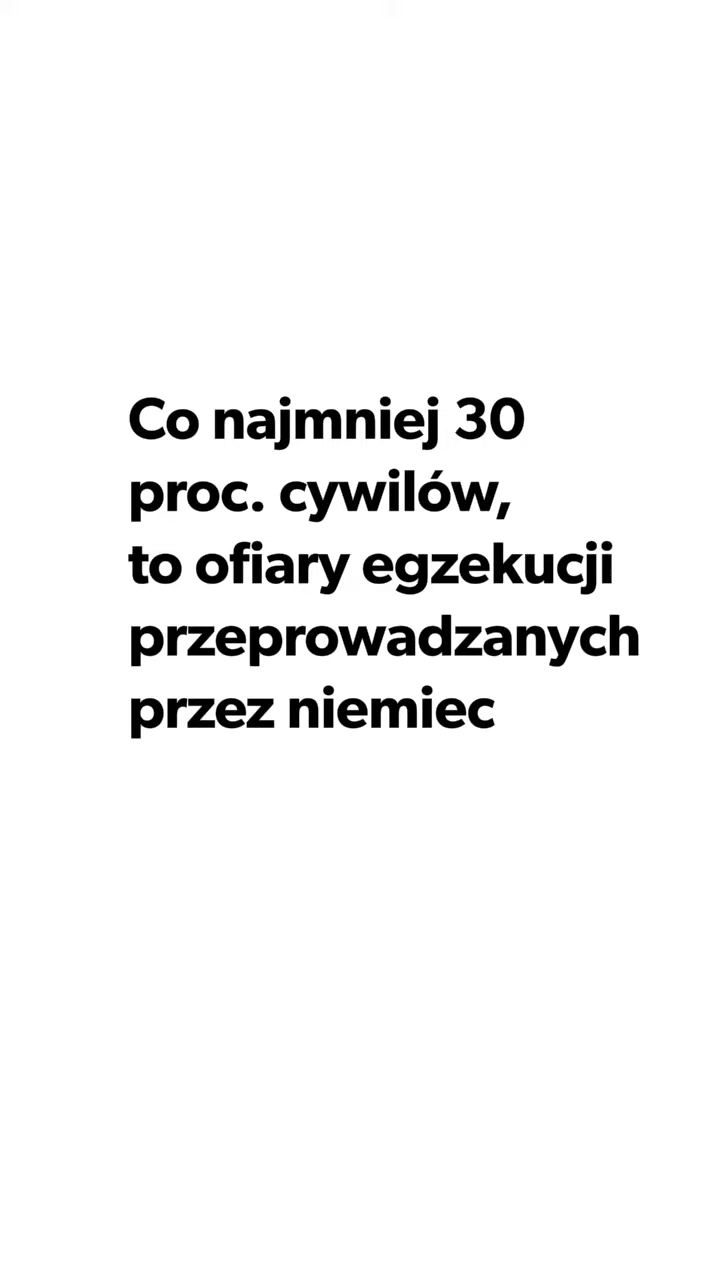 Co najmniej 30
proc. cywilów,
to ofiary egzekucji
przeprowadzanych
przez niemiec